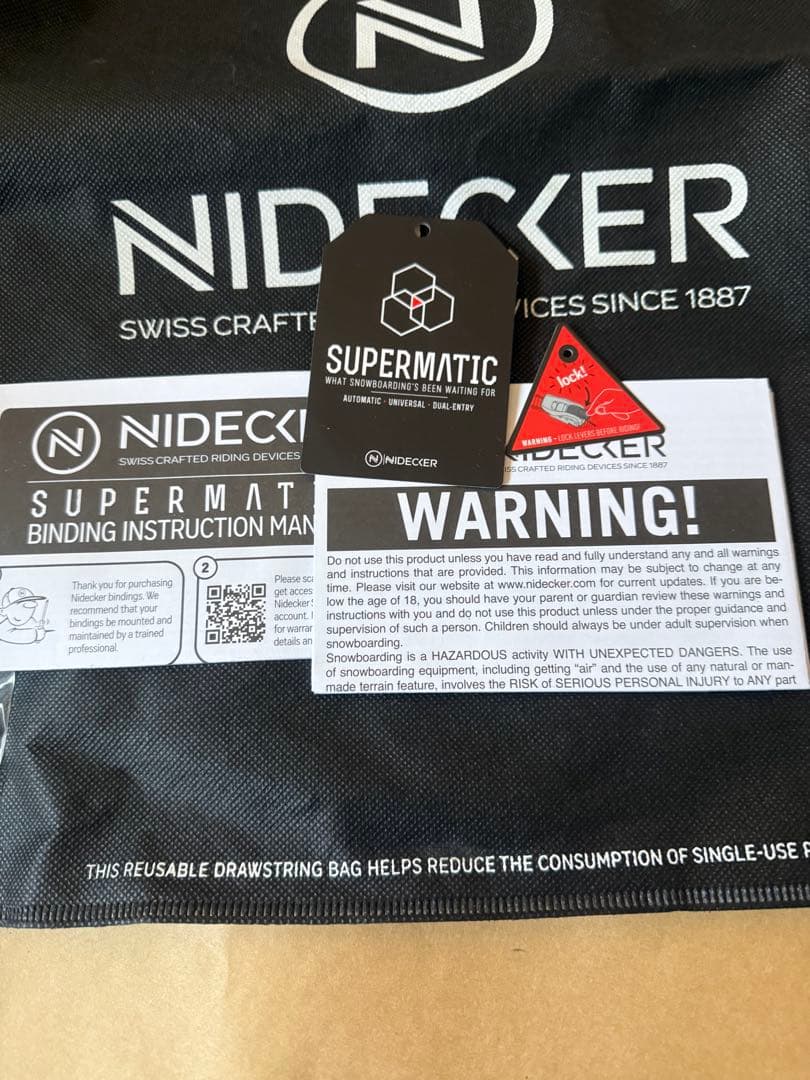 N
NIDECKER
SWISS CRAFTE
ICES SINCE 1887
SUPERMATIC
WHAT SNOWBOARDING'S BEEN WAITING FOR
AUTOMATIC · UNIVERSAL · DUAL-ENTRY
N NIDECKER
lock!
WARNING - LOCK LEVERS BEFORE RIDING!
N NIDECK
SWISS CRAFTED RIDING DEVICES
SUPERMAT
BINDING INSTRUCTION MAN
Thank you for purchasing
Nidecker bindings. We
recommend that your
bindings be mounted and
maintained by a trained
professional.
2
Please sca
get acces
Nidecker
account.
for warran
details an
NIDECKER
SS CRAFTED RIDING DEVICES SINCE 1887
WARNING!
Do not use this product unless you have read and fully understand any and all warnings
and instructions that are provided. This information may be subject to change at any
time. Please visit our website at www.nidecker.com for current updates. If you are be-
low the age of 18, you should have your parent or guardian review these warnings and
instructions with you and do not use this product unless under the proper guidance and
supervision of such a person. Children should always be under adult supervision when
snowboarding.
Snowboarding is a HAZARDOUS activity WITH UNEXPECTED DANGERS. The use
of snowboarding equipment, including getting "air" and the use of any natural or man-
made terrain feature, involves the RISK of SERIOUS PERSONAL INJURY to ANY part
THIS REUSABLE DRAWSTRING BAG HELPS REDUCE THE CONSUMPTION OF SINGLE-USE P